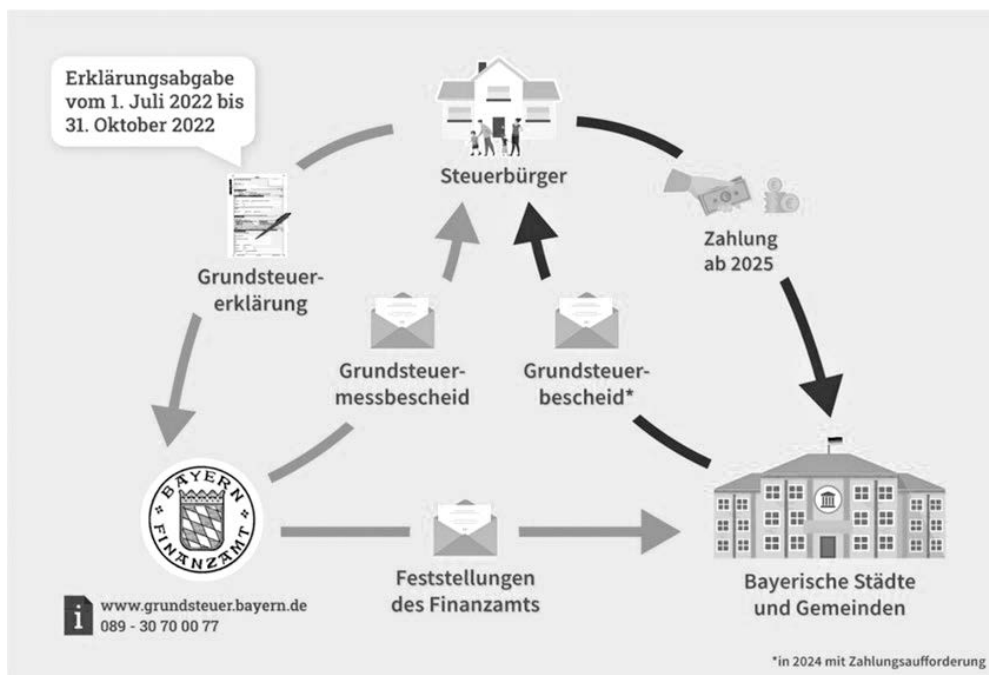 Erklärungsabgabe
vom 1. Juli 2022 bis
31. Oktober 2022
Steuerbürger
Grundsteuer-
erklärung
Zahlung
ab 2025
Grundsteuer-
messbescheid
Grundsteuer-
bescheid*
BAYERN
FINANZAMT
Feststellungen
des Finanzamts
Bayerische Städte
und Gemeinden
i www.grundsteuer.bayern.de
089 - 30 70 00 77
*in 2024 mit Zahlungsaufforderung